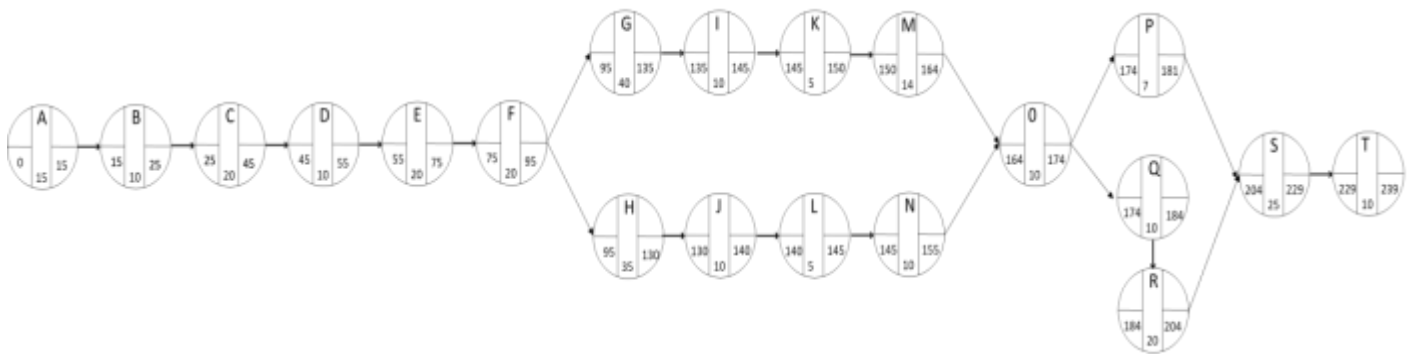 A
0 15
15
B
15 25
10
C
25 45
20
D
45 55
10
E
55 75
20
F
75 95
20
G
95 135
40
I
135 145
10
K
145 150
5
M
150 164
14
H
95 130
35
J
130 140
10
L
140 145
5
N
145 155
10
O
164 174
10
P
174 181
7
Q
174 184
10
R
184 204
20
S
204 229
25
T
229 239
10